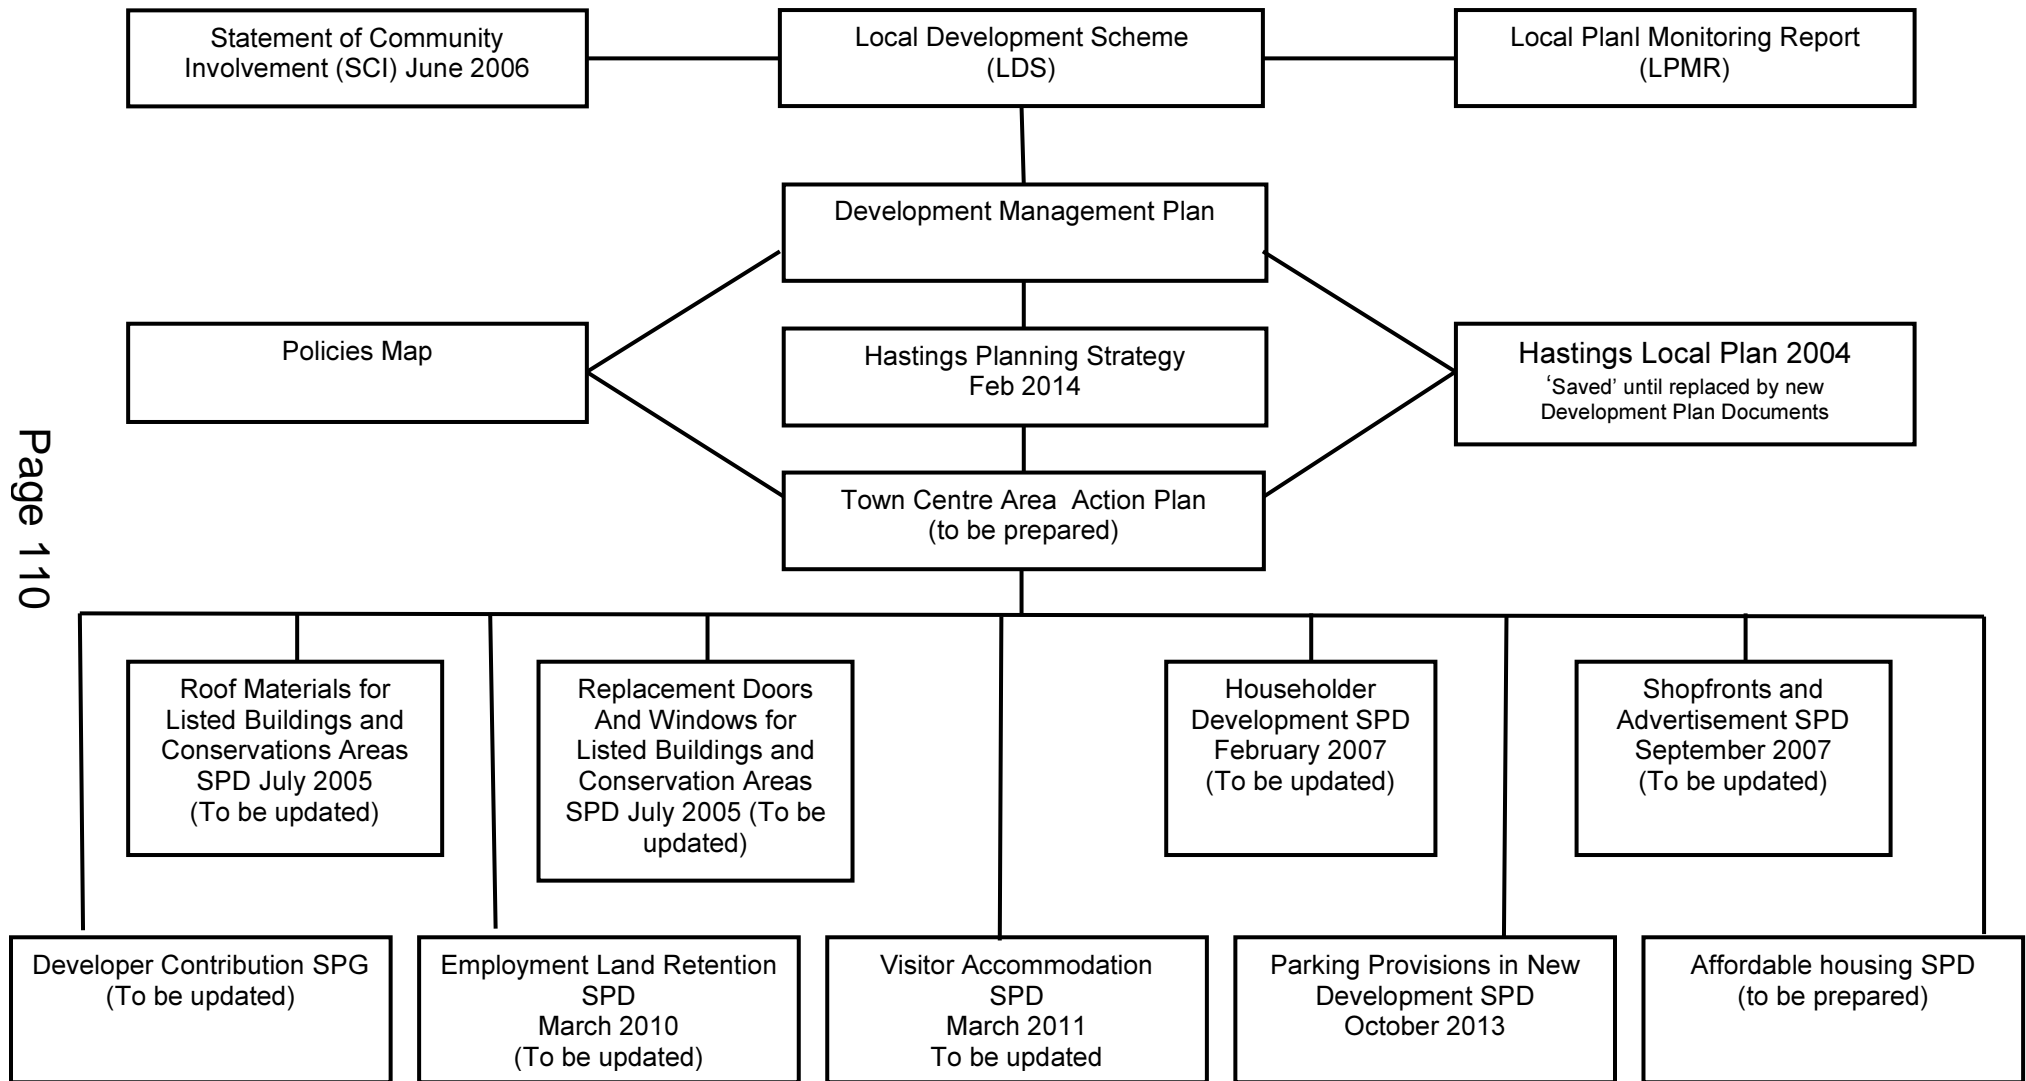 Statement of Community
Involvement (SCI) June 2006
Local Development Scheme
(LDS)
Local Planl Monitoring Report
(LPMR)
Development Management Plan
Policies Map
Hastings Planning Strategy
Feb 2014
Hastings Local Plan 2004
‘Saved’ until replaced by new
Development Plan Documents
Town Centre Area Action Plan
(to be prepared)
Page 110
Roof Materials for
Listed Buildings and
Conservations Areas
SPD July 2005
(To be updated)
Replacement Doors
And Windows for
Listed Buildings and
Conservation Areas
SPD July 2005 (To be
updated)
Householder
Development SPD
February 2007
(To be updated)
Shopfronts and
Advertisement SPD
September 2007
(To be updated)
Developer Contribution SPG
(To be updated)
Employment Land Retention
SPD
March 2010
(To be updated)
Visitor Accommodation
SPD
March 2011
To be updated
Parking Provisions in New
Development SPD
October 2013
Affordable housing SPD
(to be prepared)